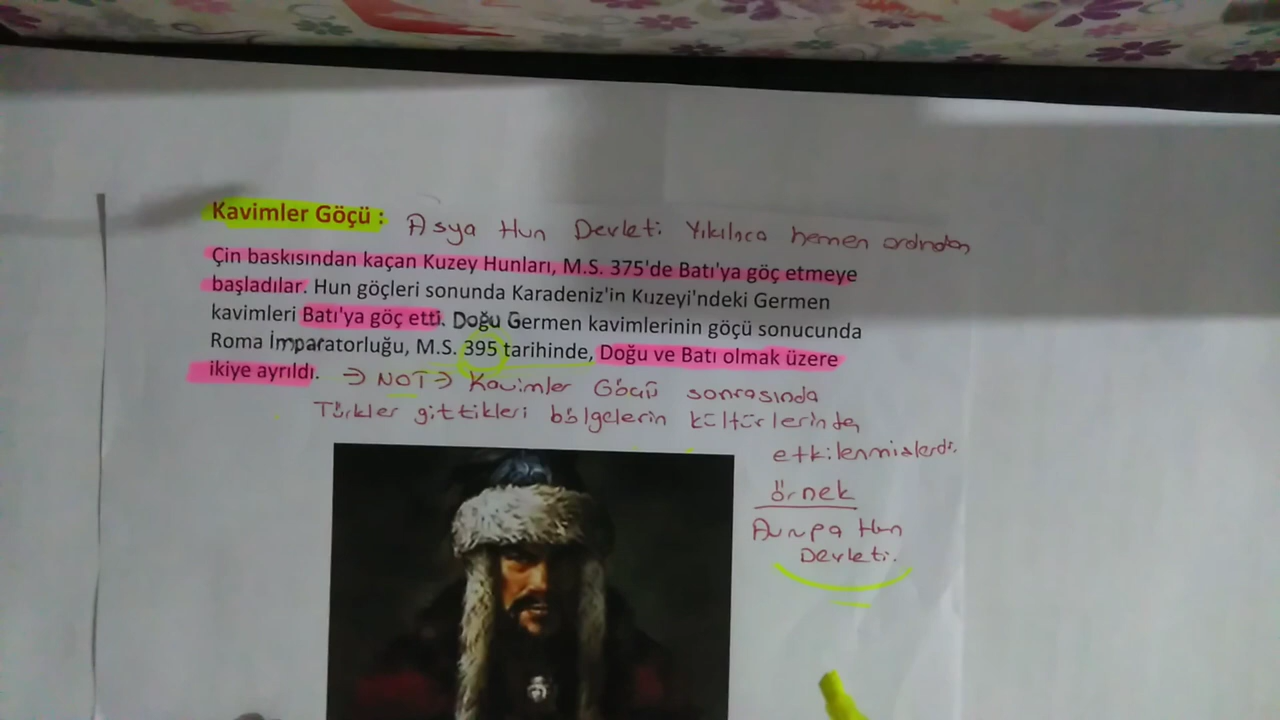 Kavimler Göçü : Asya Hun Devleti Yıkılınca hemen ardından
Çin baskısından kaçan Kuzey Hunları, M.S. 375'de Batı'ya göç etmeye
başladılar. Hun göçleri sonunda Karadeniz'in Kuzeyi'ndeki Germen
kavimleri Batı'ya göç etti. Doğu Germen kavimlerinin göçü sonucunda
Roma İmparatorluğu, M.S. 395 tarihinde, Doğu ve Batı olmak üzere
ikiye ayrıldı. → NOT → Kavimler Göçü sonrasında
Türkler gittikleri bölgelerin kültürlerinden
etkilenmişlerdir.
örnek
Avrupa Hun
Devleti.